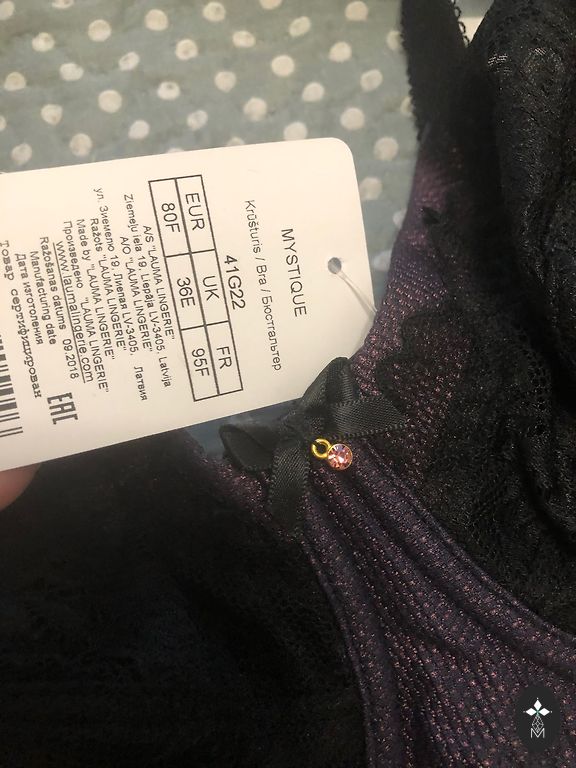 MYSTIQUE
Krūšturis / Bra / Бюстгальтер
41G22
EUR UK FR
80F 36E 95F
A/S "LAUMA LINGERIE"
Ziemeļu iela 19, Liepāja LV-3405, Latvija
А/О "LAUMA LINGERIE"
ул. Зиемелю 19, Лиепая LV-3405, Латвия
Ražots "LAUMA LINGERIE"
Made by "LAUMA LINGERIE"
Произведено "LAUMA LINGERIE"
www.laumalingerie.com
Ražošanas datums 09.2018
Manufacturing date
Дата изготовления
Товар сертифицирован
EAC